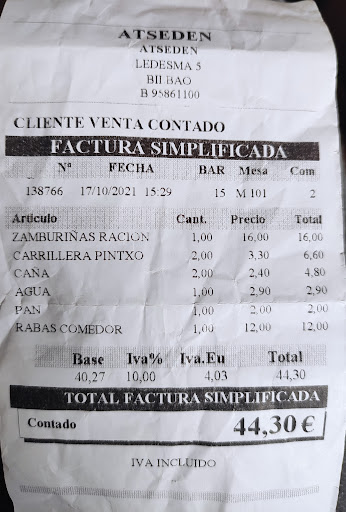 ATSEDEN
ATSEDEN
LEDESMA 5
BILBAO
B 95861100
CLIENTE VENTA CONTADO
FACTURA SIMPLIFICADA
Nº FECHA BAR Mesa Com
138766 17/10/2021 15:29 15 M 101 2
Articulo Cant. Precio Total
ZAMBURIÑAS RACION 1,00 16,00 16,00
CARRILLERA PINTXO 2,00 3,30 6,60
CAÑA 2,00 2,40 4,80
AGUA 1,00 2,90 2,90
PAN 1,00 2,00 2,00
RABAS COMEDOR 1,00 12,00 12,00
Base Iva% Iva.Eu Total
40,27 10,00 4,03 44,30
TOTAL FACTURA SIMPLIFICADA
Contado 44,30 €
IVA INCLUIDO